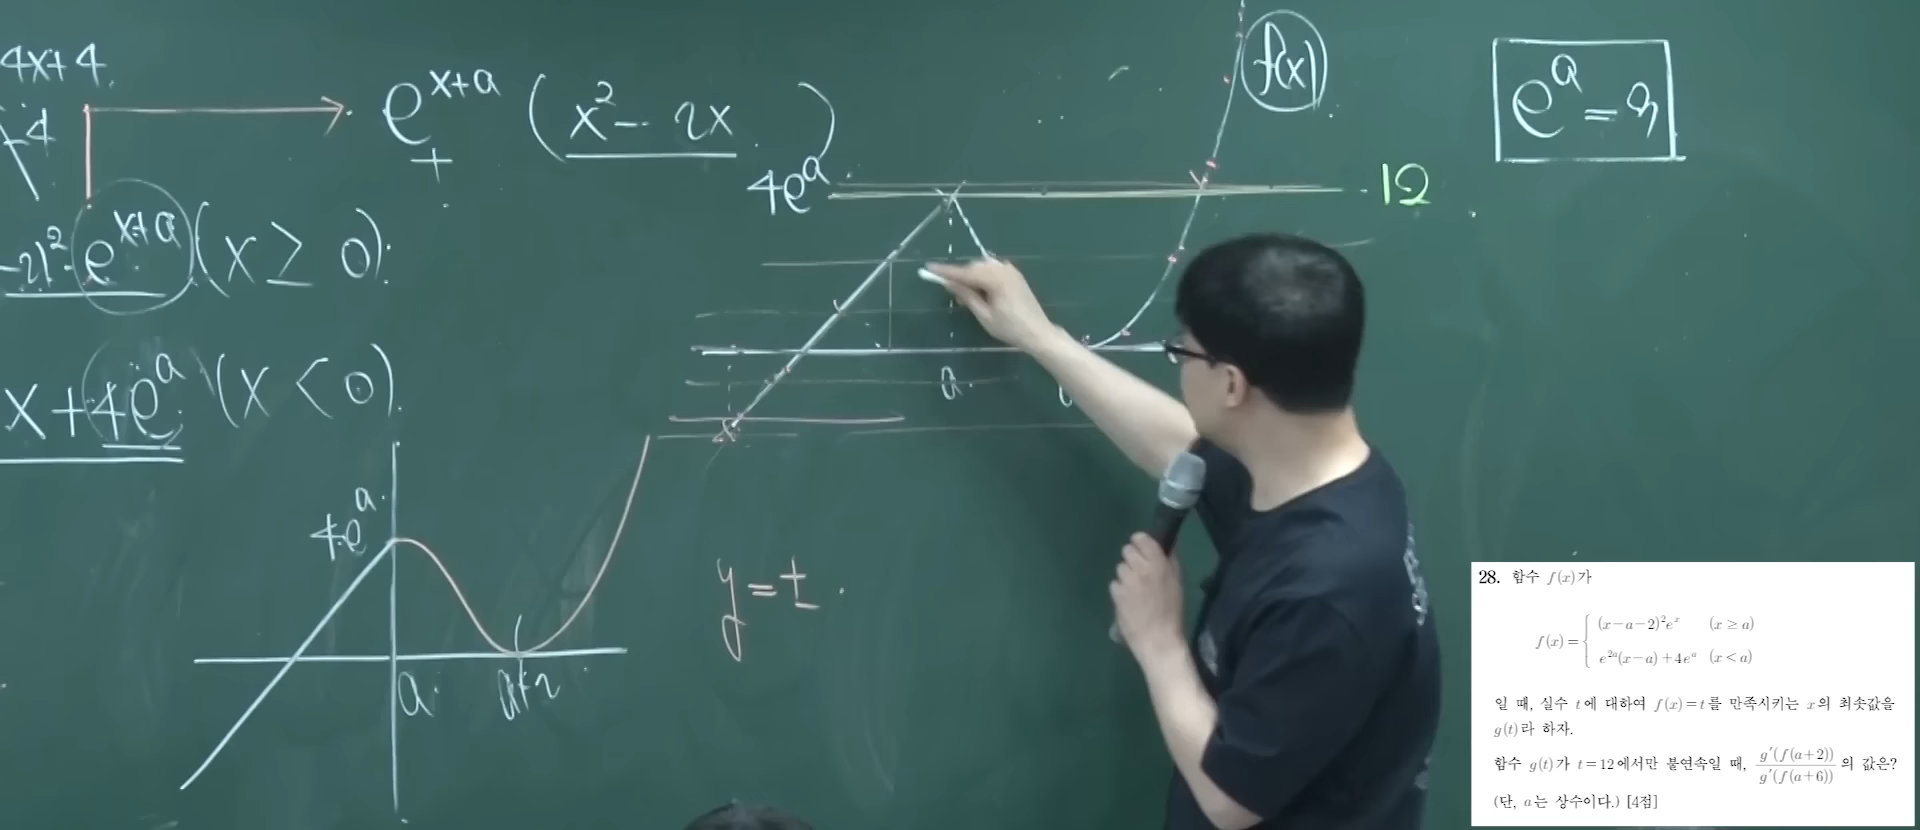 4x+4
-4
e^{x+a} (x²-2x )
+
-2)²·e^{x+a} (x ≥ 0).
x+4e^a (x < 0).
4e^a.
12
f(x)
e^a = 3
a.
4e^a.
a.
a+2
y=t.
28. 함수 f(x)가
f(x)= { (x-a-2)²e^x (x ≥ a)
e^{2a}(x-a)+4e^a (x < a)
일 때, 실수 t에 대하여 f(x)=t를 만족시키는 x의 최솟값을
g(t)라 하자.
함수 g(t)가 t=12에서만 불연속일 때, g′(f(a+2))/g′(f(a+6)) 의 값은?
(단, a는 상수이다.) [4점]